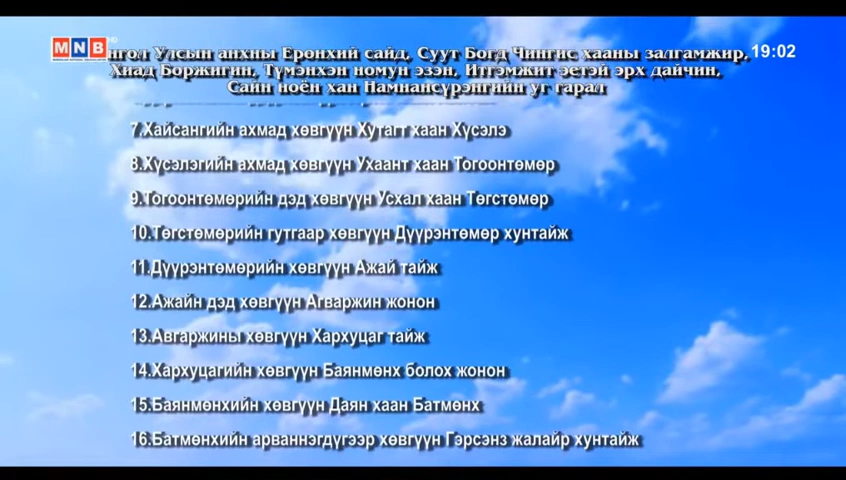 MNB
19:02
Улсын анхны Ерөнхий сайд, Суут Богд Чингис хааны залгамжир,
Хиад Боржигин, Түмэнхэн номун эзэн, Итгэмжит эетэй эрх дайчин,
Сайн ноён хан Намнансүрэнгийн уг гарал
7.Хайсангийн ахмад хөвгүүн Хутагт хаан Хүсэлэ
8.Хүсэлэгийн ахмад хөвгүүн Ухаант хаан Тогоонтөмөр
9.Тогоонтөмөрийн дэд хөвгүүн Усхал хаан Төгстөмөр
10.Төгстөмөрийн гутгаар хөвгүүн Дүүрэнтөмөр хунтайж
11.Дүүрэнтөмөрийн хөвгүүн Ажай тайж
12.Ажайн дэд хөвгүүн Агваржин жонон
13.Авгаржины хөвгүүн Хархуцаг тайж
14.Хархуцагийн хөвгүүн Баянмөнх болох жонон
15.Баянмөнхийн хөвгүүн Даян хаан Батмөнх
16.Батмөнхийн арваннэгдүгээр хөвгүүн Гэрсэнз жалайр хунтайж